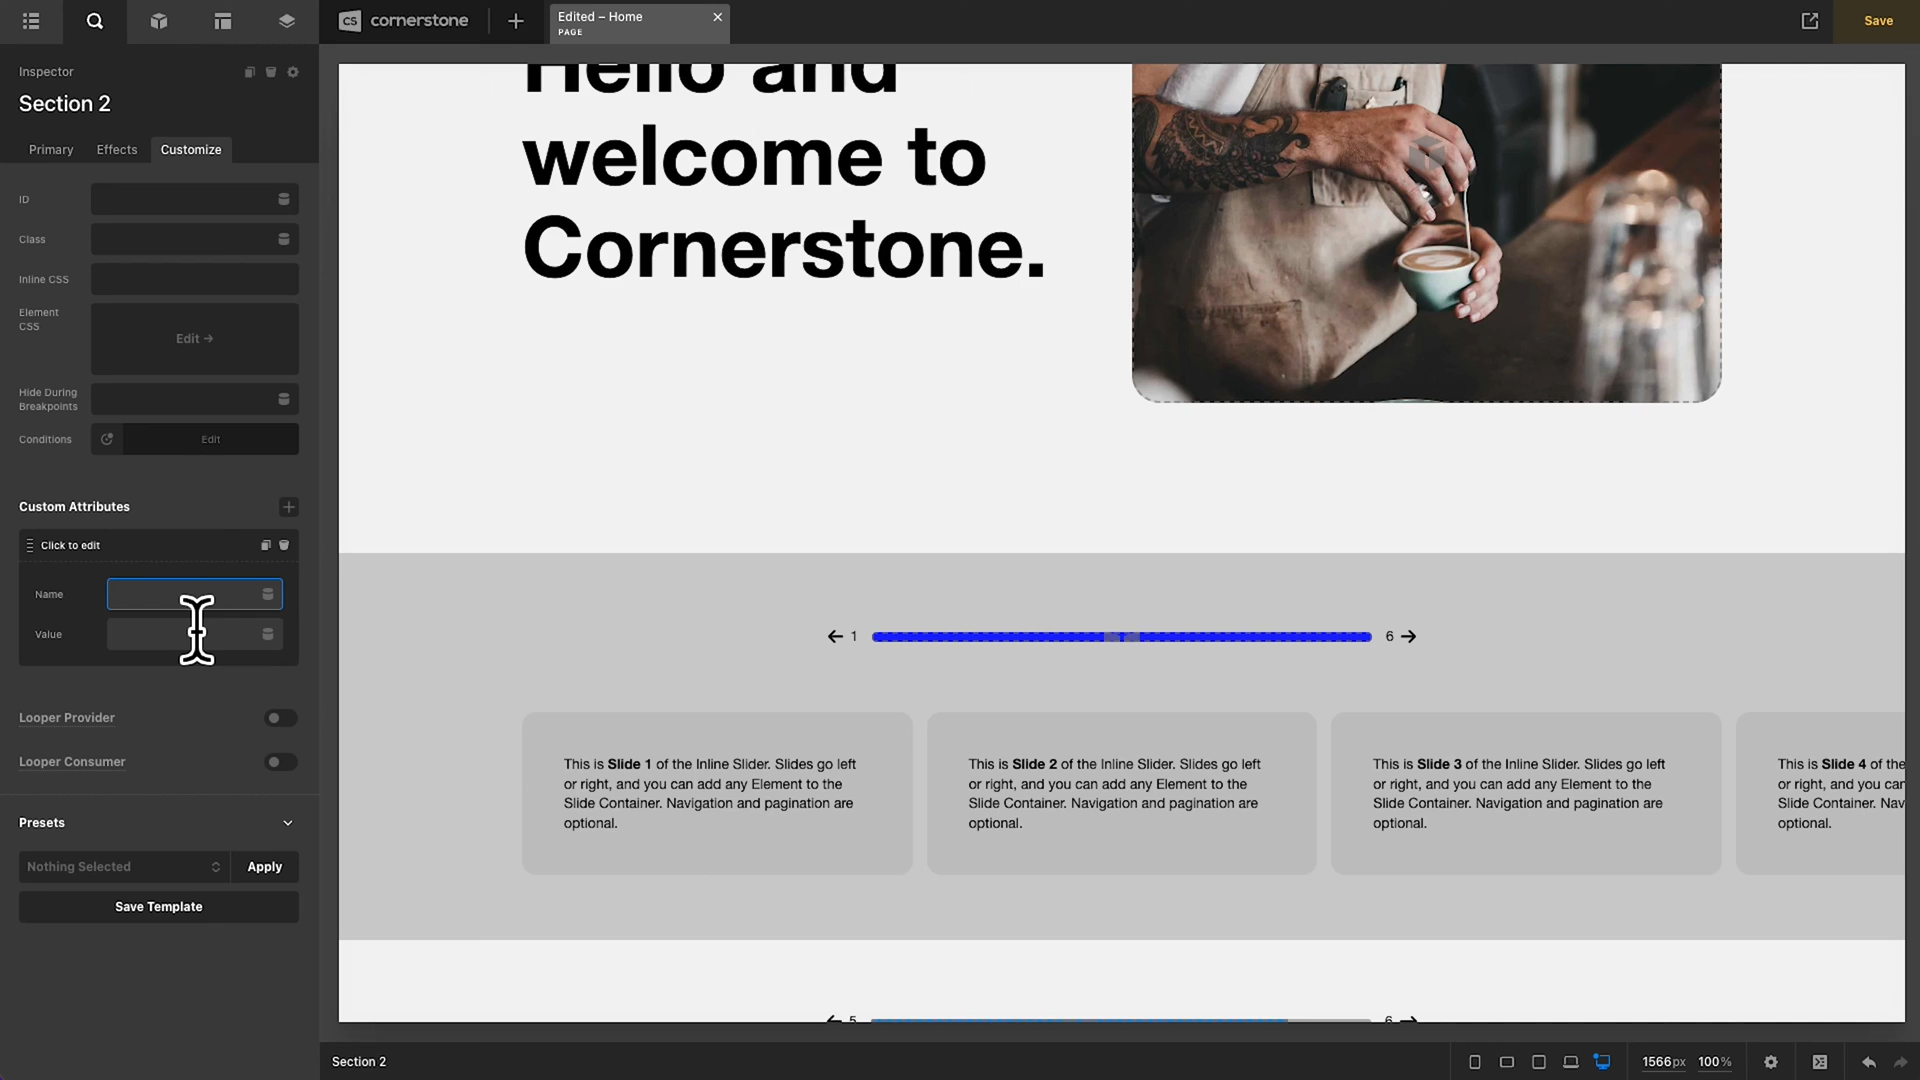 CS cornerstone
Edited – Home
PAGE
Save
Inspector
Section 2
Primary
Effects
Customize
ID
Class
Inline CSS
Element
CSS
Edit →
Hide During
Breakpoints
Conditions
Edit
Custom Attributes
Click to edit
Name
Value
Looper Provider
Looper Consumer
Presets
Nothing Selected
Apply
Save Template
Hello and
welcome to
Cornerstone.
← 1
6 →
This is Slide 1 of the Inline Slider. Slides go left
or right, and you can add any Element to the
Slide Container. Navigation and pagination are
optional.
This is Slide 2 of the Inline Slider. Slides go left
or right, and you can add any Element to the
Slide Container. Navigation and pagination are
optional.
This is Slide 3 of the Inline Slider. Slides go left
or right, and you can add any Element to the
Slide Container. Navigation and pagination are
optional.
This is Slide 4 of the
or right, and you can
Slide Container. Nav
optional.
← 5
6 →
Section 2
1566px
100%